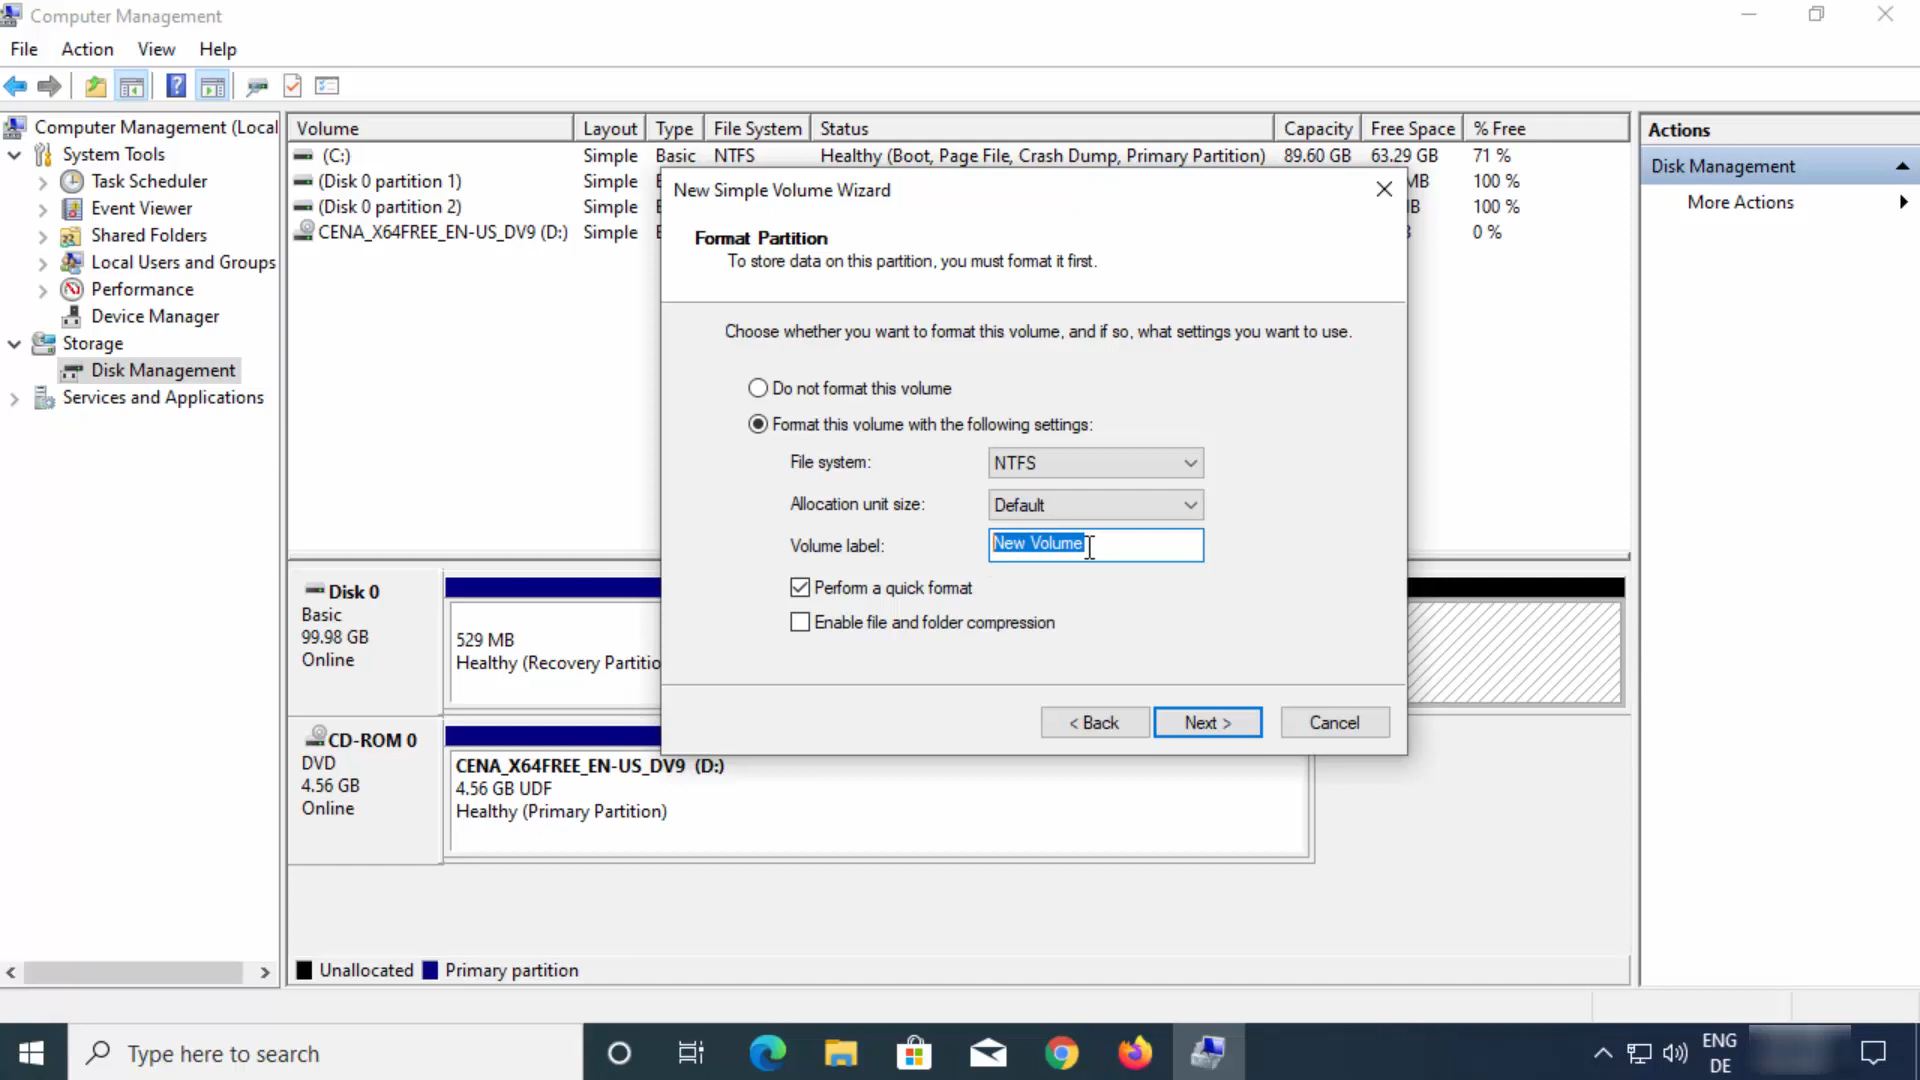 Computer Management
File Action View Help
Computer Management (Local
System Tools
Task Scheduler
Event Viewer
Shared Folders
Local Users and Groups
Performance
Device Manager
Storage
Disk Management
Services and Applications
Volume Layout Type File System Status Capacity Free Space % Free
(C:) Simple Basic NTFS Healthy (Boot, Page File, Crash Dump, Primary Partition) 89.60 GB 63.29 GB 71 %
(Disk 0 partition 1) Simple MB 100 %
(Disk 0 partition 2) Simple 100 %
CENA_X64FREE_EN-US_DV9 (D:) Simple 0 %
New Simple Volume Wizard
Format Partition
To store data on this partition, you must format it first.
Choose whether you want to format this volume, and if so, what settings you want to use.
Do not format this volume
Format this volume with the following settings:
File system: NTFS
Allocation unit size: Default
Volume label: New Volume
Perform a quick format
Enable file and folder compression
< Back Next > Cancel
Disk 0
Basic
99.98 GB
Online
529 MB
Healthy (Recovery Partitio
CD-ROM 0
DVD
4.56 GB
Online
CENA_X64FREE_EN-US_DV9 (D:)
4.56 GB UDF
Healthy (Primary Partition)
Unallocated Primary partition
Actions
Disk Management
More Actions
Type here to search
ENG
DE